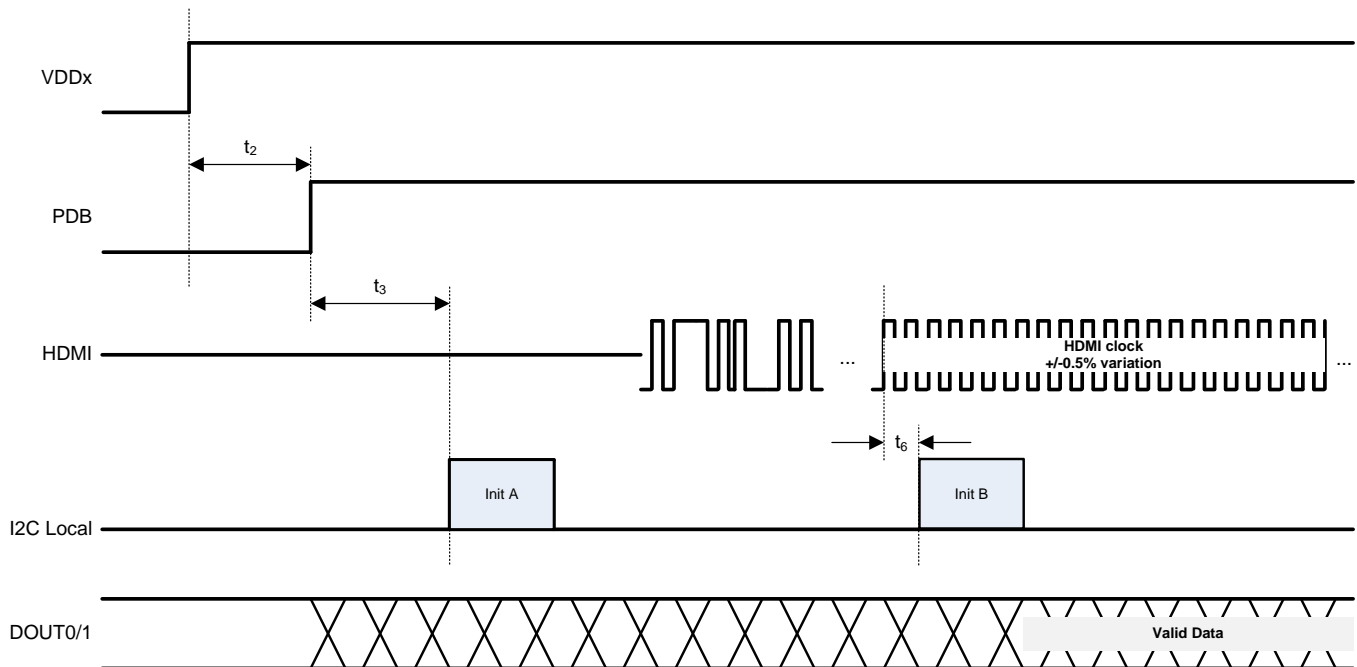 VDDx
t2
PDB
t3
HDMI
...
HDMI clock
+/-0.5% variation
...
t6
Init A
Init B
I2C Local
DOUT0/1
Valid Data